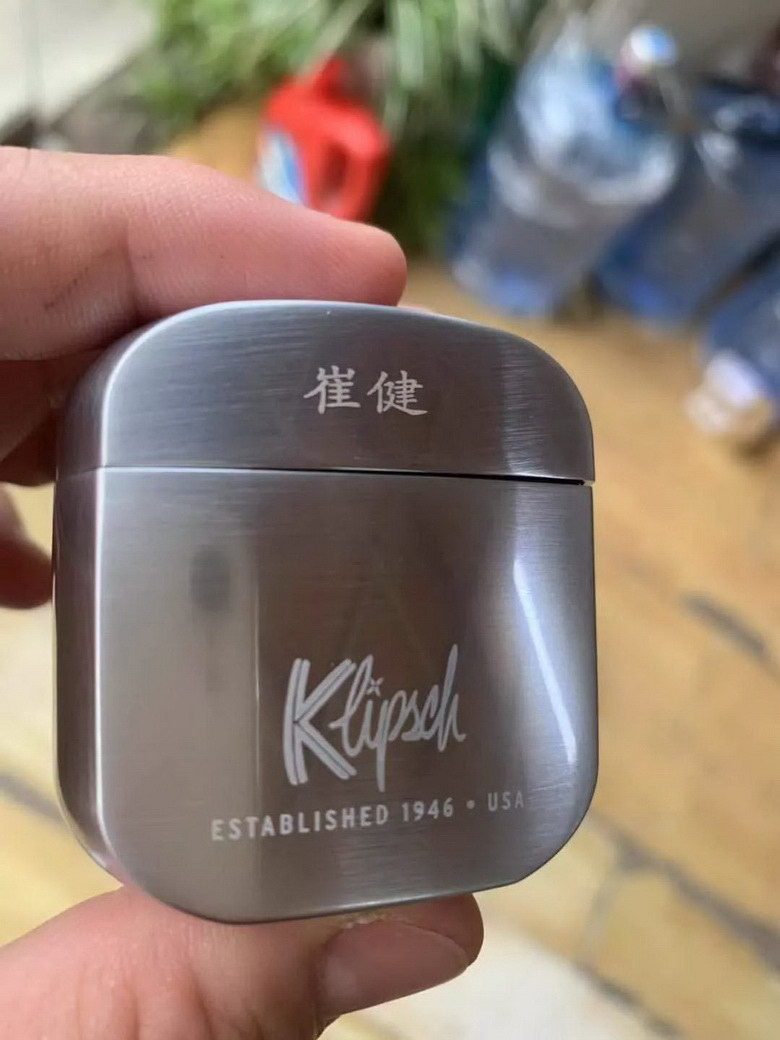 崔健
Klipsch
ESTABLISHED 1946 • USA